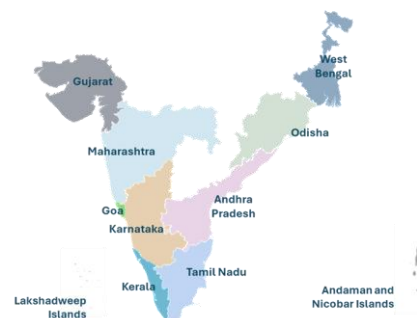 West
Bengal
Gujarat
Odisha
Maharashtra
Andhra
Pradesh
Goa
Karnataka
Tamil Nadu
Kerala
Lakshadweep
Islands
Andaman and
Nicobar Islands